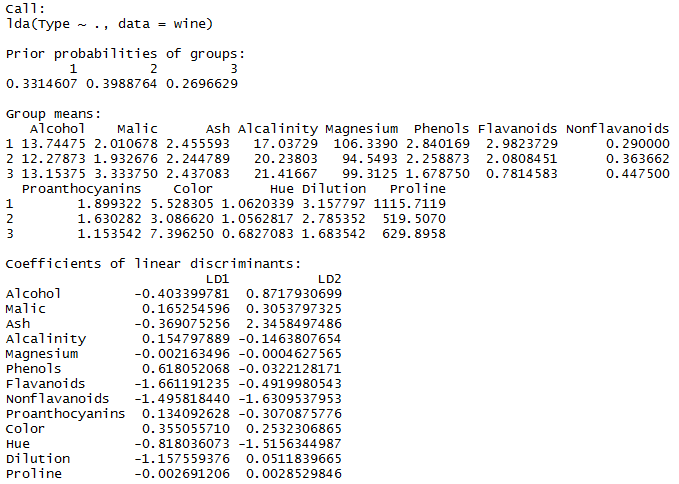 Call:
lda(Type ~ ., data = wine)
Prior probabilities of groups:
1 2 3
0.3314607 0.3988764 0.2696629
Group means:
Alcohol Malic Ash Alcalinity Magnesium Phenols Flavanoids Nonflavanoids
1 13.74475 2.010678 2.455593 17.03729 106.3390 2.840169 2.9823729 0.290000
2 12.27873 1.932676 2.244789 20.23803 94.5493 2.258873 2.0808451 0.363662
3 13.15375 3.333750 2.437083 21.41667 99.3125 1.678750 0.7814583 0.447500
Proanthocyanins Color Hue Dilution Proline
1 1.899322 5.528305 1.0620339 3.157797 1115.7119
2 1.630282 3.086620 1.0562817 2.785352 519.5070
3 1.153542 7.396250 0.6827083 1.683542 629.8958
Coefficients of linear discriminants:
LD1 LD2
Alcohol -0.403399781 0.8717930699
Malic 0.165254596 0.3053797325
Ash -0.369075256 2.3458497486
Alcalinity 0.154797889 -0.1463807654
Magnesium -0.002163496 -0.0004627565
Phenols 0.618052068 -0.0322128171
Flavanoids -1.661191235 -0.4919980543
Nonflavanoids -1.495818440 -1.6309537953
Proanthocyanins 0.134092628 -0.3070875776
Color 0.355055710 0.2532306865
Hue -0.818036073 -1.5156344987
Dilution -1.157559376 0.0511839665
Proline -0.002691206 0.0028529846